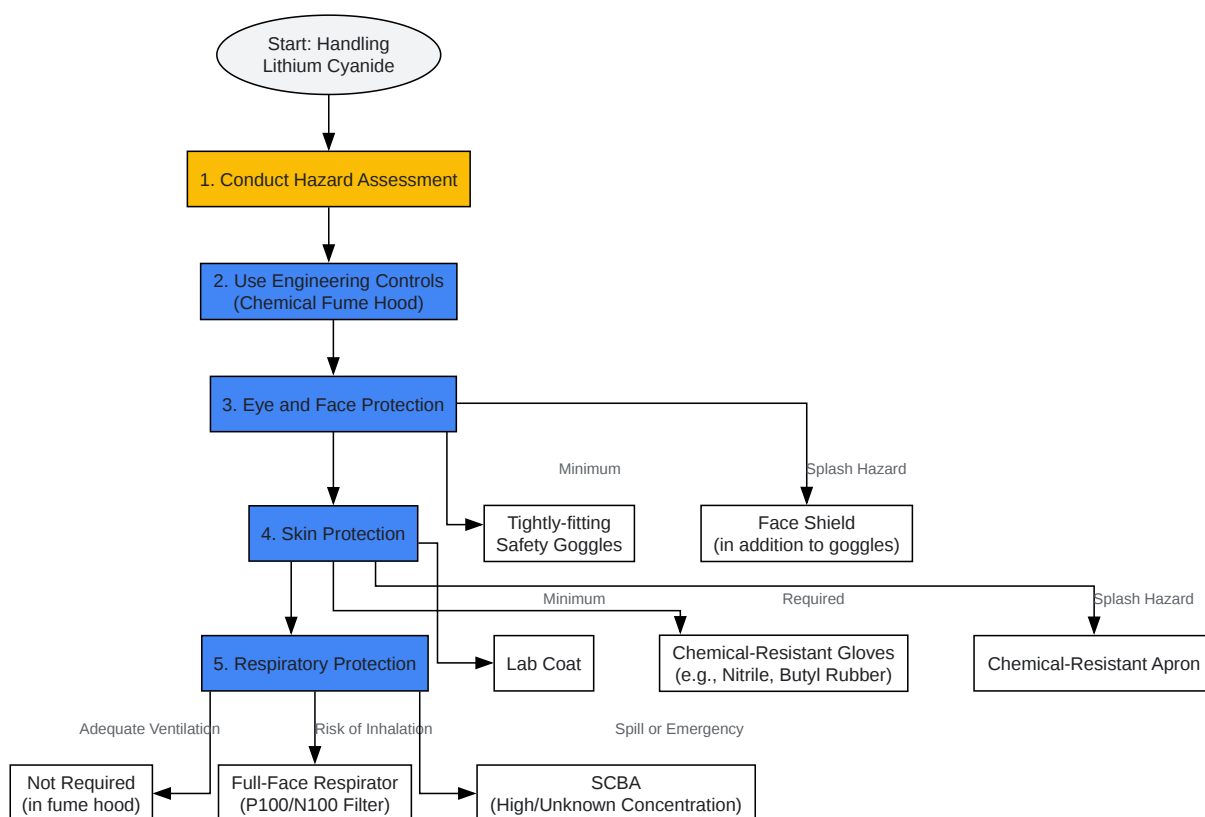 Start: Handling
Lithium Cyanide
1. Conduct Hazard Assessment
2. Use Engineering Controls
(Chemical Fume Hood)
3. Eye and Face Protection
Minimum
Splash Hazard
4. Skin Protection
Tightly-fitting
Safety Goggles
Face Shield
(in addition to goggles)
Minimum
Required
Splash Hazard
5. Respiratory Protection
Lab Coat
Chemical-Resistant Gloves
(e.g., Nitrile, Butyl Rubber)
Chemical-Resistant Apron
Adequate Ventilation
Risk of Inhalation
Spill or Emergency
Not Required
(in fume hood)
Full-Face Respirator
(P100/N100 Filter)
SCBA
(High/Unknown Concentration)